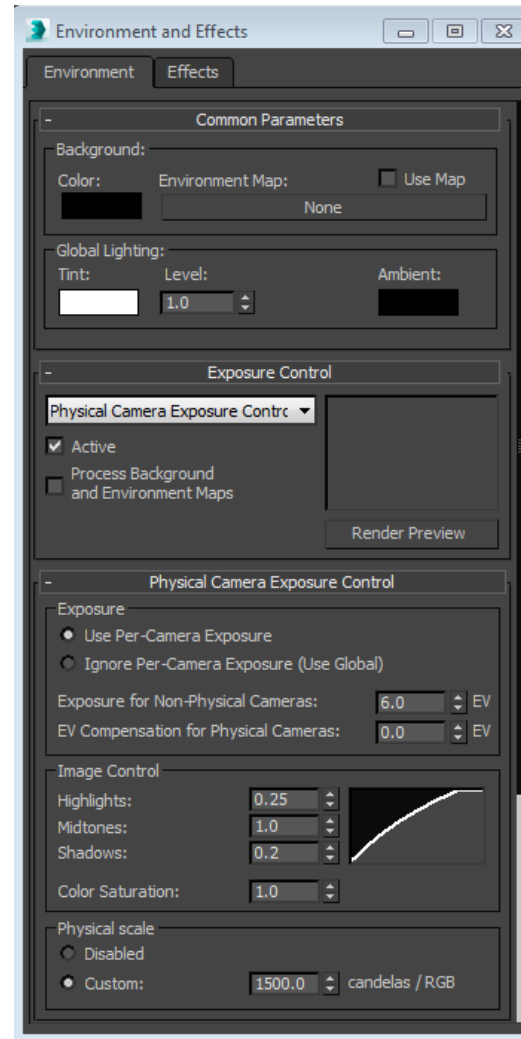 Environment and Effects
Environment Effects
- Common Parameters
Background:
Color: Environment Map: Use Map
None
Global Lighting:
Tint: Level: Ambient:
1.0
- Exposure Control
Physical Camera Exposure Contrc
Active
Process Background
and Environment Maps
Render Preview
- Physical Camera Exposure Control
Exposure
Use Per-Camera Exposure
Ignore Per-Camera Exposure (Use Global)
Exposure for Non-Physical Cameras: 6.0 EV
EV Compensation for Physical Cameras: 0.0 EV
Image Control
Highlights: 0.25
Midtones: 1.0
Shadows: 0.2
Color Saturation: 1.0
Physical scale
Disabled
Custom: 1500.0 candelas / RGB